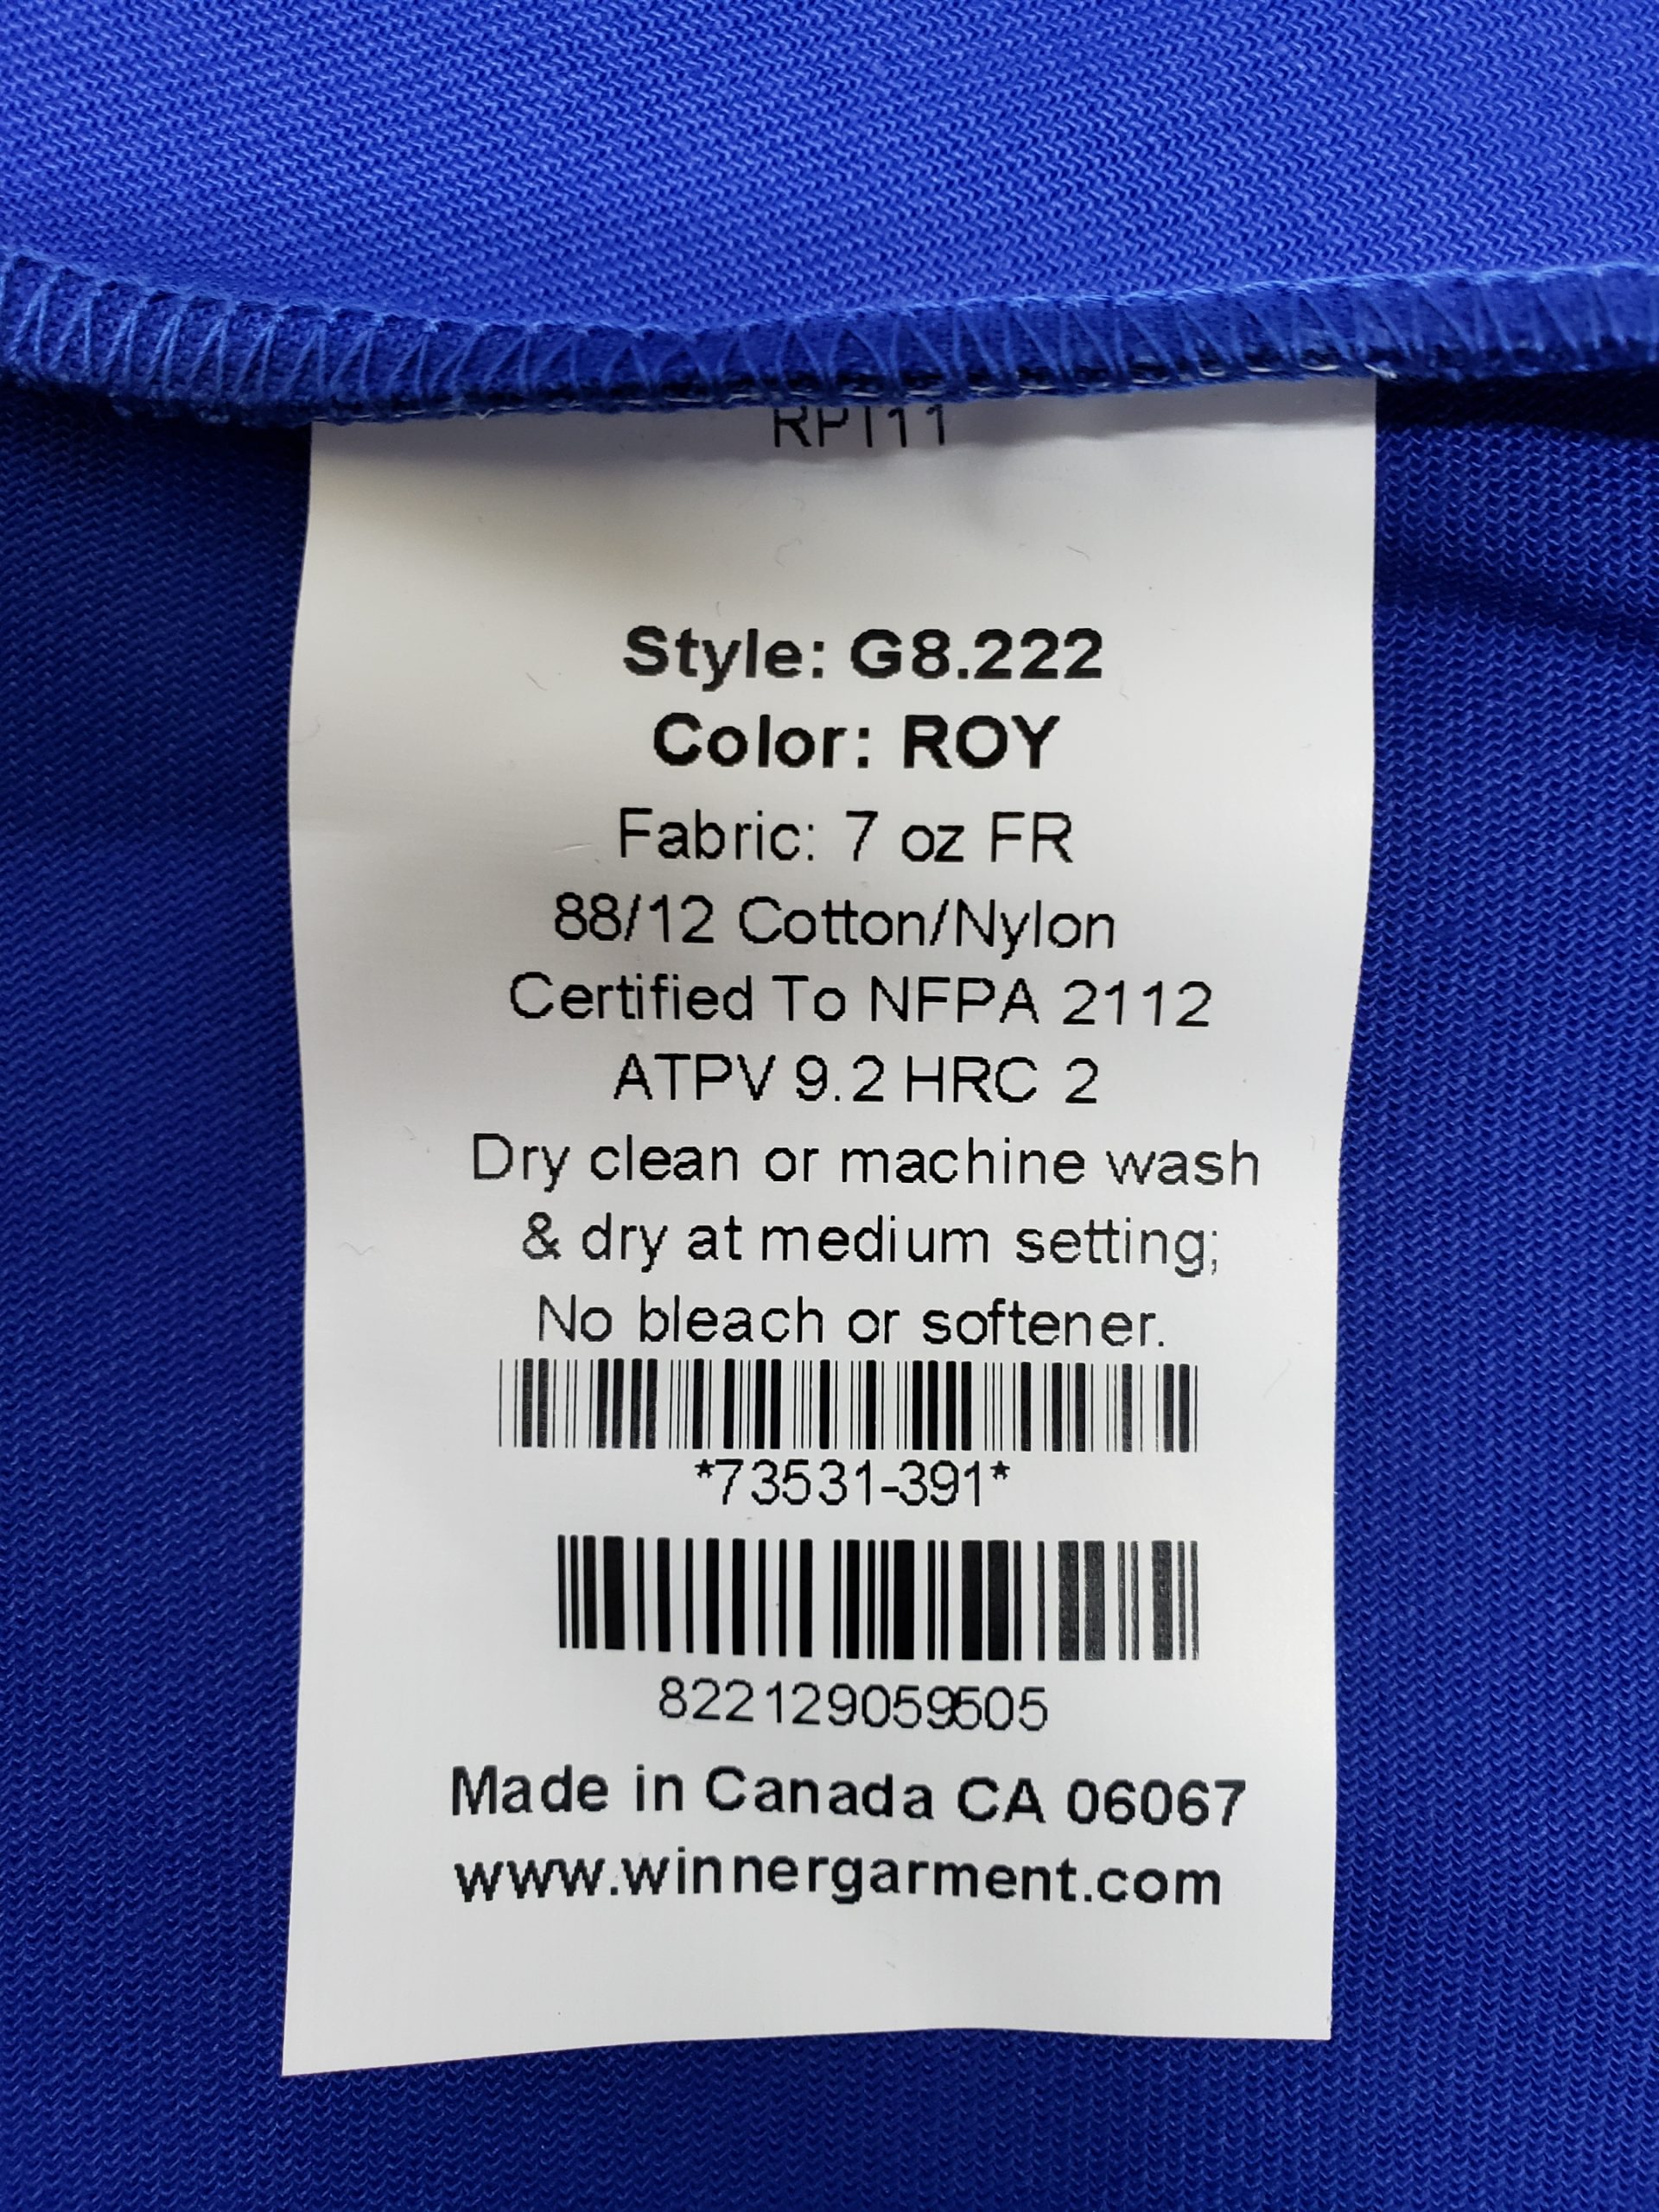 Style: G8.222
Color: ROY
Fabric: 7 oz FR
88/12 Cotton/Nylon
Certified To NFPA 2112
ATPV 9.2 HRC 2
Dry clean or machine wash
& dry at medium setting;
No bleach or softener.
*73531-391*
822129059505
Made in Canada CA 06067
www.winnergarment.com